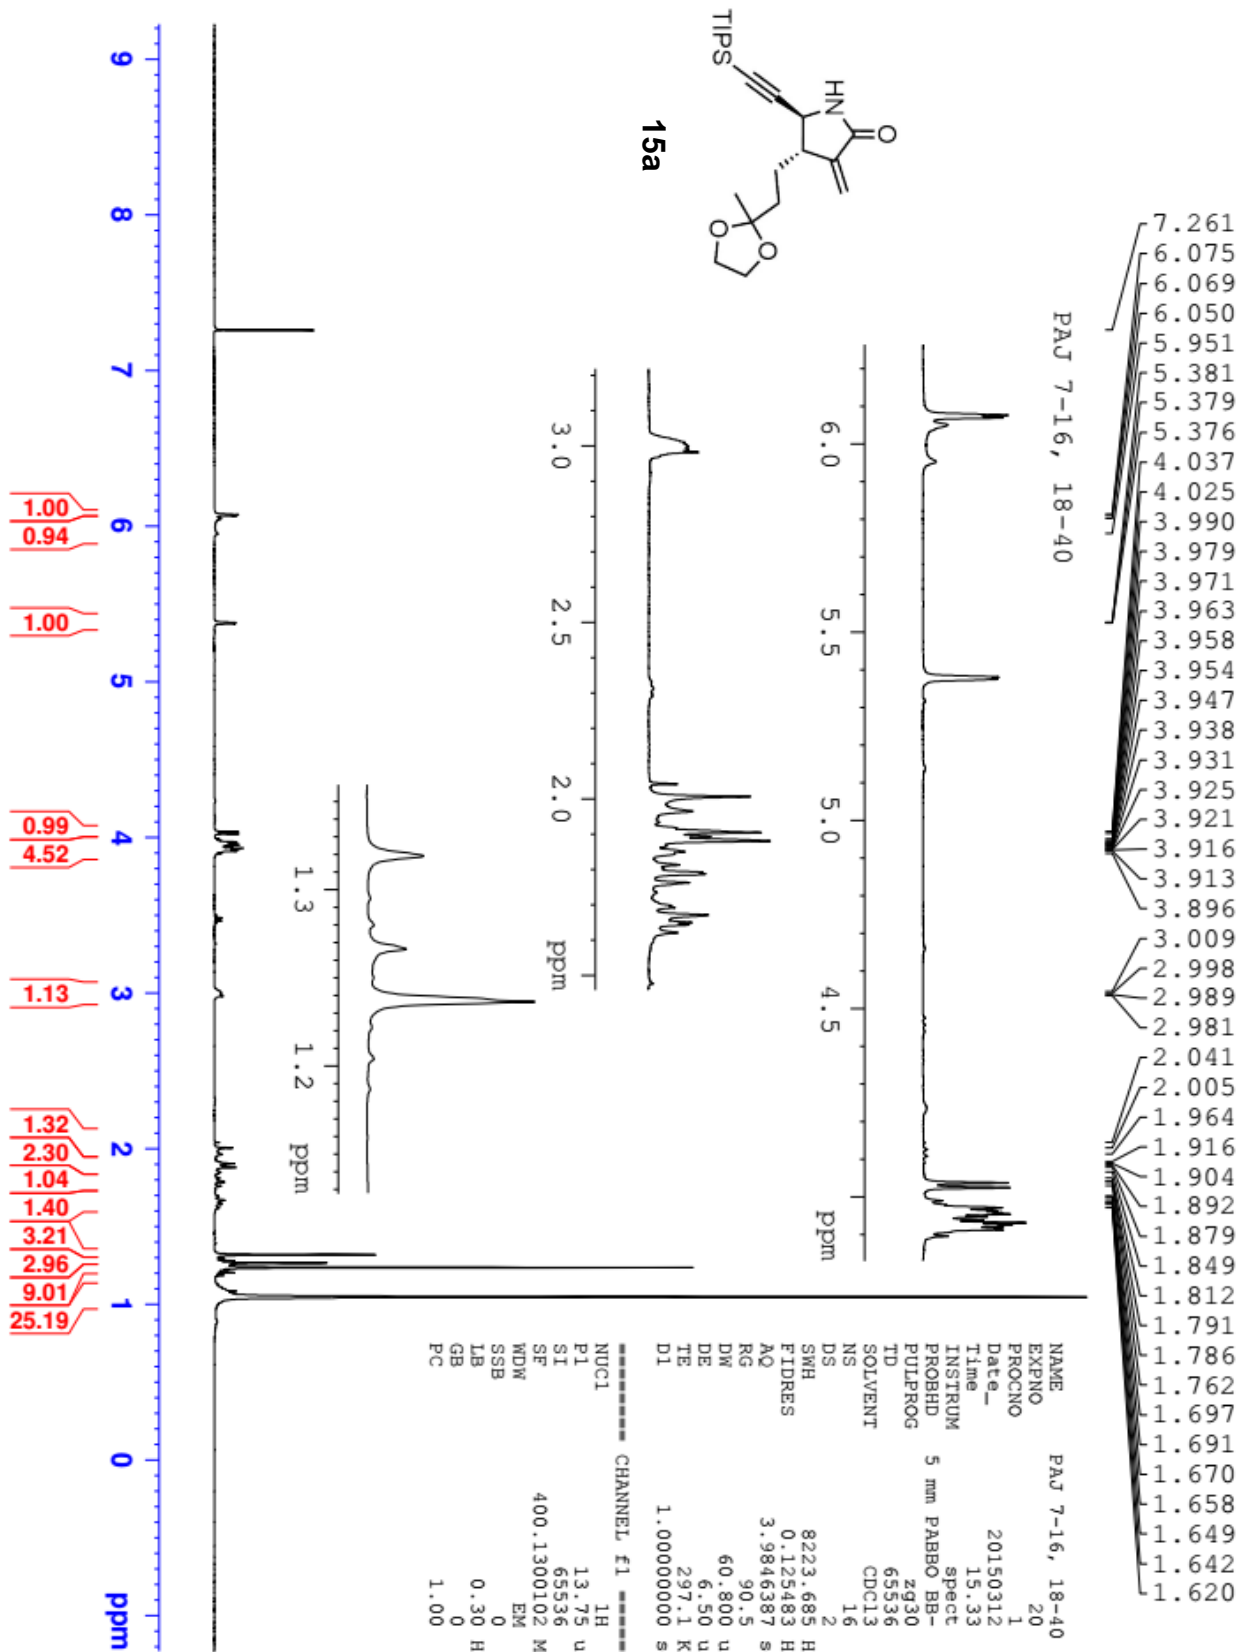 7.261
6.075
6.069
6.050
5.951
5.381
5.379
5.376
4.037
4.025
3.990
3.979
3.971
3.963
3.958
3.954
3.947
3.938
3.931
3.925
3.921
3.916
3.913
3.896
3.009
2.998
2.989
2.981
2.041
2.005
1.964
1.916
1.904
1.892
1.879
1.849
1.812
1.791
1.786
1.762
1.697
1.691
1.670
1.658
1.649
1.642
1.620
PAJ 7-16, 18-40
O
HN
TIPS
O
O
15a
6.0 5.5 5.0 4.5 ppm
3.0 2.5 2.0 ppm
1.3 1.2 ppm
NAME PAJ 7-16, 18-40
EXPNO 20
PROCNO 1
Date_ 20150312
Time 15.33
INSTRUM spect
PROBHD 5 mm PABBO BB-
PULPROG zg30
TD 65536
SOLVENT CDCl3
NS 16
DS 2
SWH 8223.685 H
FIDRES 0.125483 H
AQ 3.9846387 s
RG 90.5
DW 60.800 u
DE 6.50 u
TE 297.1 K
D1 1.00000000 s
======== CHANNEL f1 =====
NUC1 1H
P1 13.75 u
SI 65536
SF 400.1300102 M
WDW EM
SSB 0
LB 0.30 H
GB 0
PC 1.00
9 8 7 6 5 4 3 2 1 0 ppm
1.00
0.94
1.00
0.99
4.52
1.13
1.32
2.30
1.04
1.40
3.21
2.96
9.01
25.19